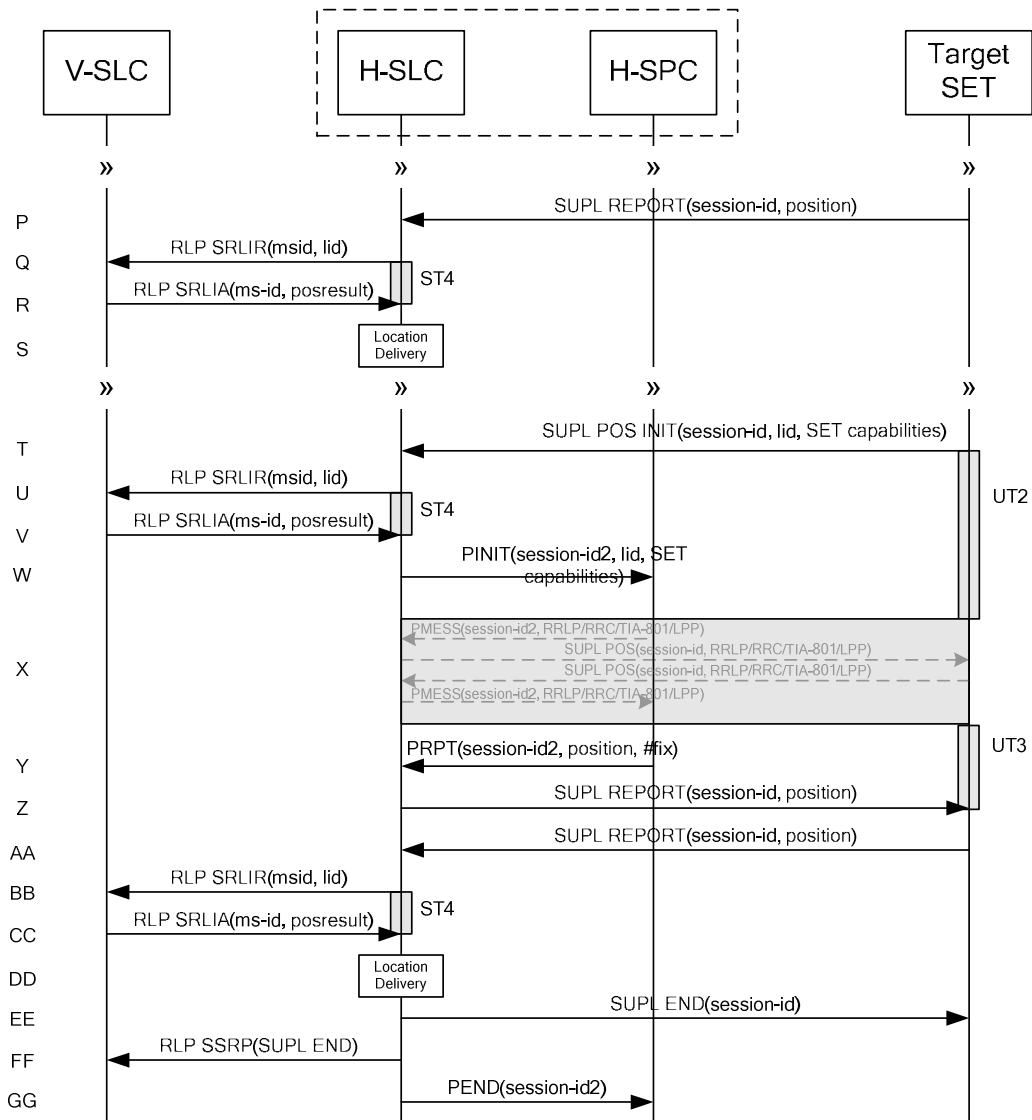 V-SLC
H-SLC
H-SPC
Target
SET
»
»
»
»
P
SUPL REPORT(session-id, position)
Q
RLP SRLIR(msid, lid)
ST4
R
RLP SRLIA(ms-id, posresult)
S
Location
Delivery
»
»
»
»
T
SUPL POS INIT(session-id, lid, SET capabilities)
U
RLP SRLIR(msid, lid)
ST4
UT2
V
RLP SRLIA(ms-id, posresult)
W
PINIT(session-id2, lid, SET
capabilities)
X
PMESS(session-id2, RRLP/RRC/TIA-801/LPP)
SUPL POS(session-id, RRLP/RRC/TIA-801/LPP)
SUPL POS(session-id, RRLP/RRC/TIA-801/LPP)
PMESS(session-id2, RRLP/RRC/TIA-801/LPP)
Y
PRPT(session-id2, position, #fix)
UT3
Z
SUPL REPORT(session-id, position)
AA
SUPL REPORT(session-id, position)
BB
RLP SRLIR(msid, lid)
ST4
CC
RLP SRLIA(ms-id, posresult)
DD
Location
Delivery
EE
SUPL END(session-id)
FF
RLP SSRP(SUPL END)
GG
PEND(session-id2)